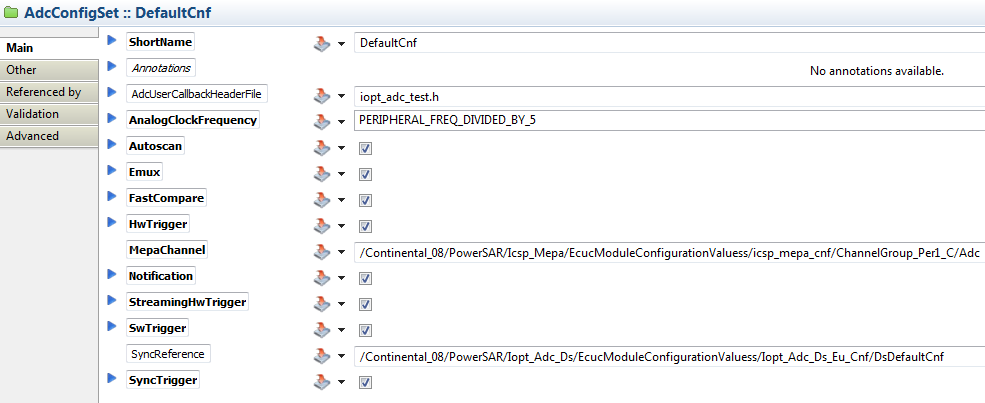 AdcConfigSet :: DefaultCnf
Main
Other
Referenced by
Validation
Advanced
ShortName DefaultCnf
Annotations No annotations available.
AdcUserCallbackHeaderFile iopt_adc_test.h
AnalogClockFrequency PERIPHERAL_FREQ_DIVIDED_BY_5
Autoscan
Emux
FastCompare
HwTrigger
MepaChannel /Continental_08/PowerSAR/Icsp_Mepa/EcucModuleConfigurationValuess/icsp_mepa_cnf/ChannelGroup_Per1_C/Adc
Notification
StreamingHwTrigger
SwTrigger
SyncReference /Continental_08/PowerSAR/Iopt_Adc_Ds/EcucModuleConfigurationValuess/Iopt_Adc_Ds_Eu_Cnf/DsDefaultCnf
SyncTrigger